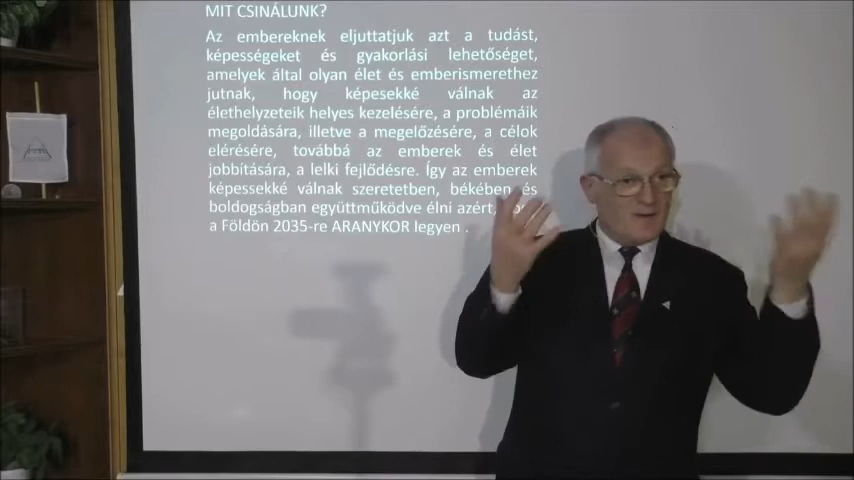 MIT CSINÁLUNK?
Az embereknek eljuttatjuk azt a tudást,
képességeket és gyakorlási lehetőséget,
amelyek által olyan élet és emberismerethez
jutnak, hogy képesekké válnak az
élethelyzeteik helyes kezelésére, a problémáik
megoldására, illetve a megelőzésére, a célok
elérésére, továbbá az emberek és élet
jobbítására, a lelki fejlődésre. Így az emberek
képessekké válnak szeretetben, békében és
boldogságban együttműködve élni azért,
a Földön 2035-re ARANYKOR legyen .